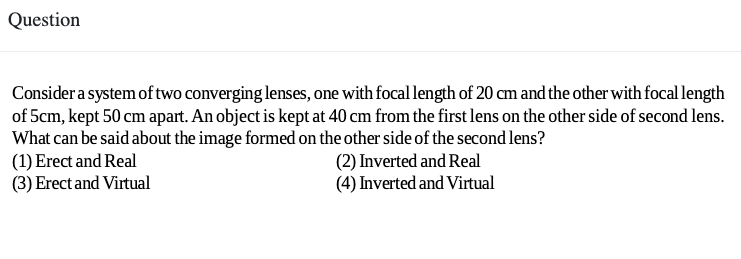 Question
Consider a system of two converging lenses, one with focal length of 20 cm and the other with focal length
of 5cm, kept 50 cm apart. An object is kept at 40 cm from the first lens on the other side of second lens.
What can be said about the image formed on the other side of the second lens?
(1) Erect and Real (2) Inverted and Real
(3) Erect and Virtual (4) Inverted and Virtual